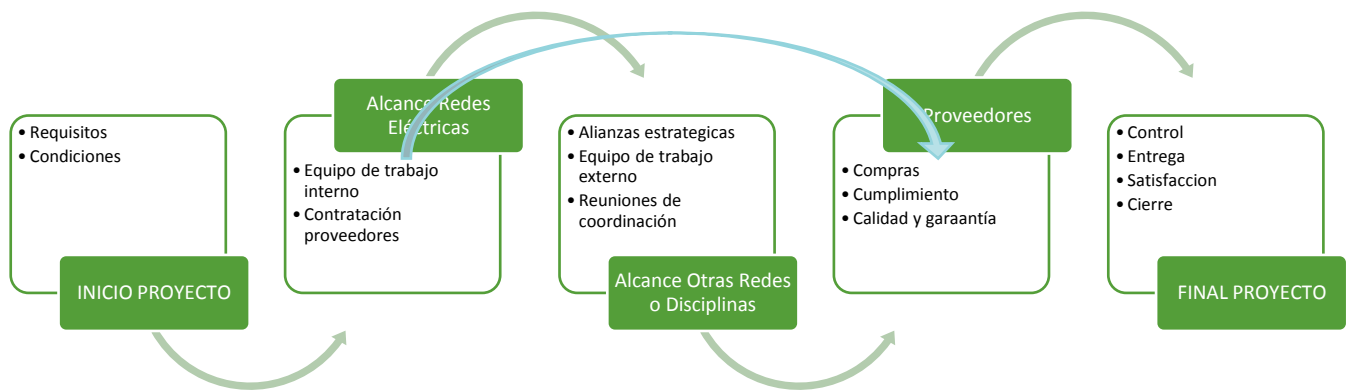 • Requisitos
• Condiciones
INICIO PROYECTO
Alcance Redes
Eléctricas
• Equipo de trabajo
interno
• Contratación
proveedores
• Alianzas estrategicas
• Equipo de trabajo
externo
• Reuniones de
coordinación
Alcance Otras Redes
o Disciplinas
Proveedores
• Compras
• Cumplimiento
• Calidad y garaantía
• Control
• Entrega
• Satisfaccion
• Cierre
FINAL PROYECTO